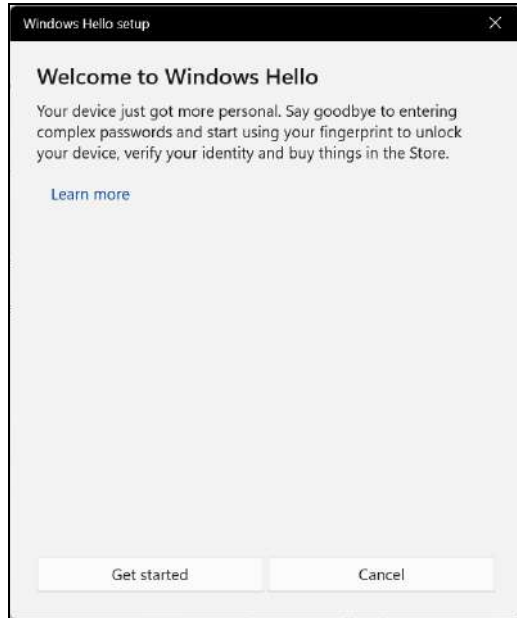 Windows Hello setup
Welcome to Windows Hello
Your device just got more personal. Say goodbye to entering
complex passwords and start using your fingerprint to unlock
your device, verify your identity and buy things in the Store.
Learn more
Get started
Cancel